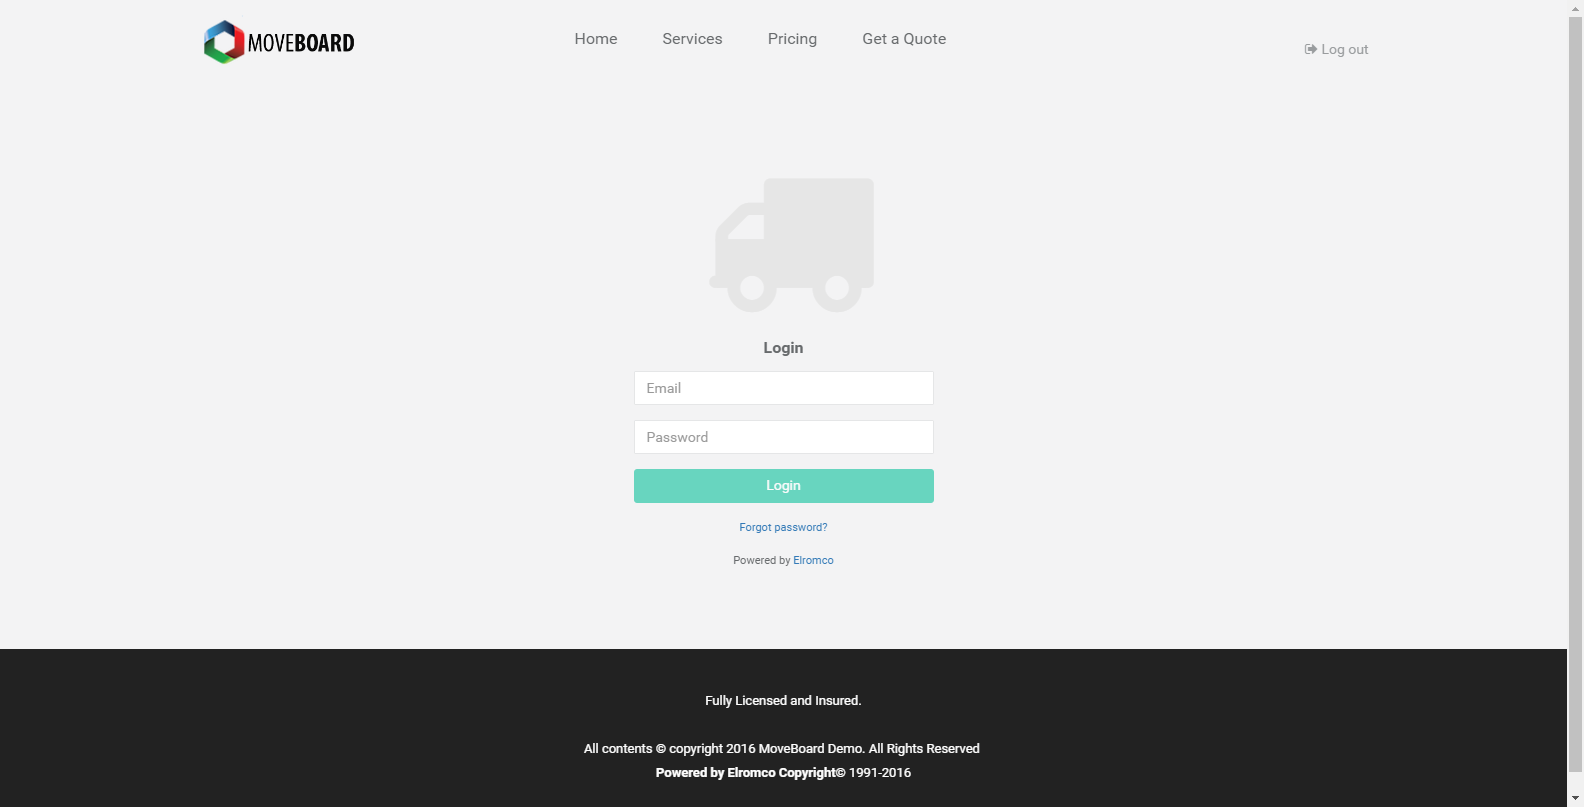 MOVEBOARD
Home Services Pricing Get a Quote
Log out
Login
Email
Password
Login
Forgot password?
Powered by Elromco
Fully Licensed and Insured.
All contents © copyright 2016 MoveBoard Demo. All Rights Reserved
Powered by Elromco Copyright© 1991-2016